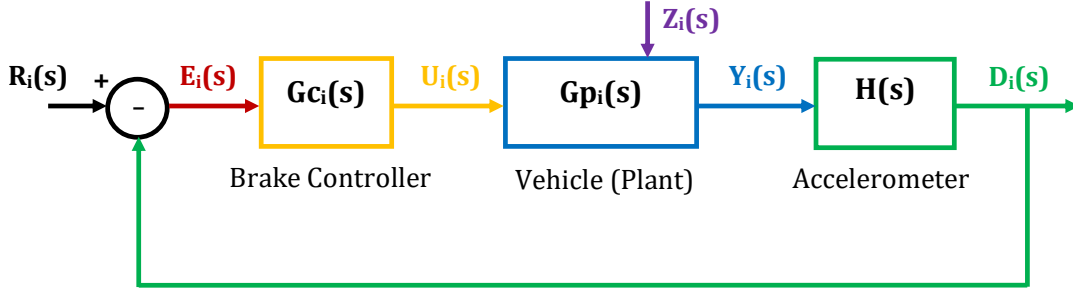 Zᵢ(s)
Rᵢ(s)
+
-
Eᵢ(s)
Gcᵢ(s)
Uᵢ(s)
Gpᵢ(s)
Yᵢ(s)
H(s)
Dᵢ(s)
Brake Controller
Vehicle (Plant)
Accelerometer